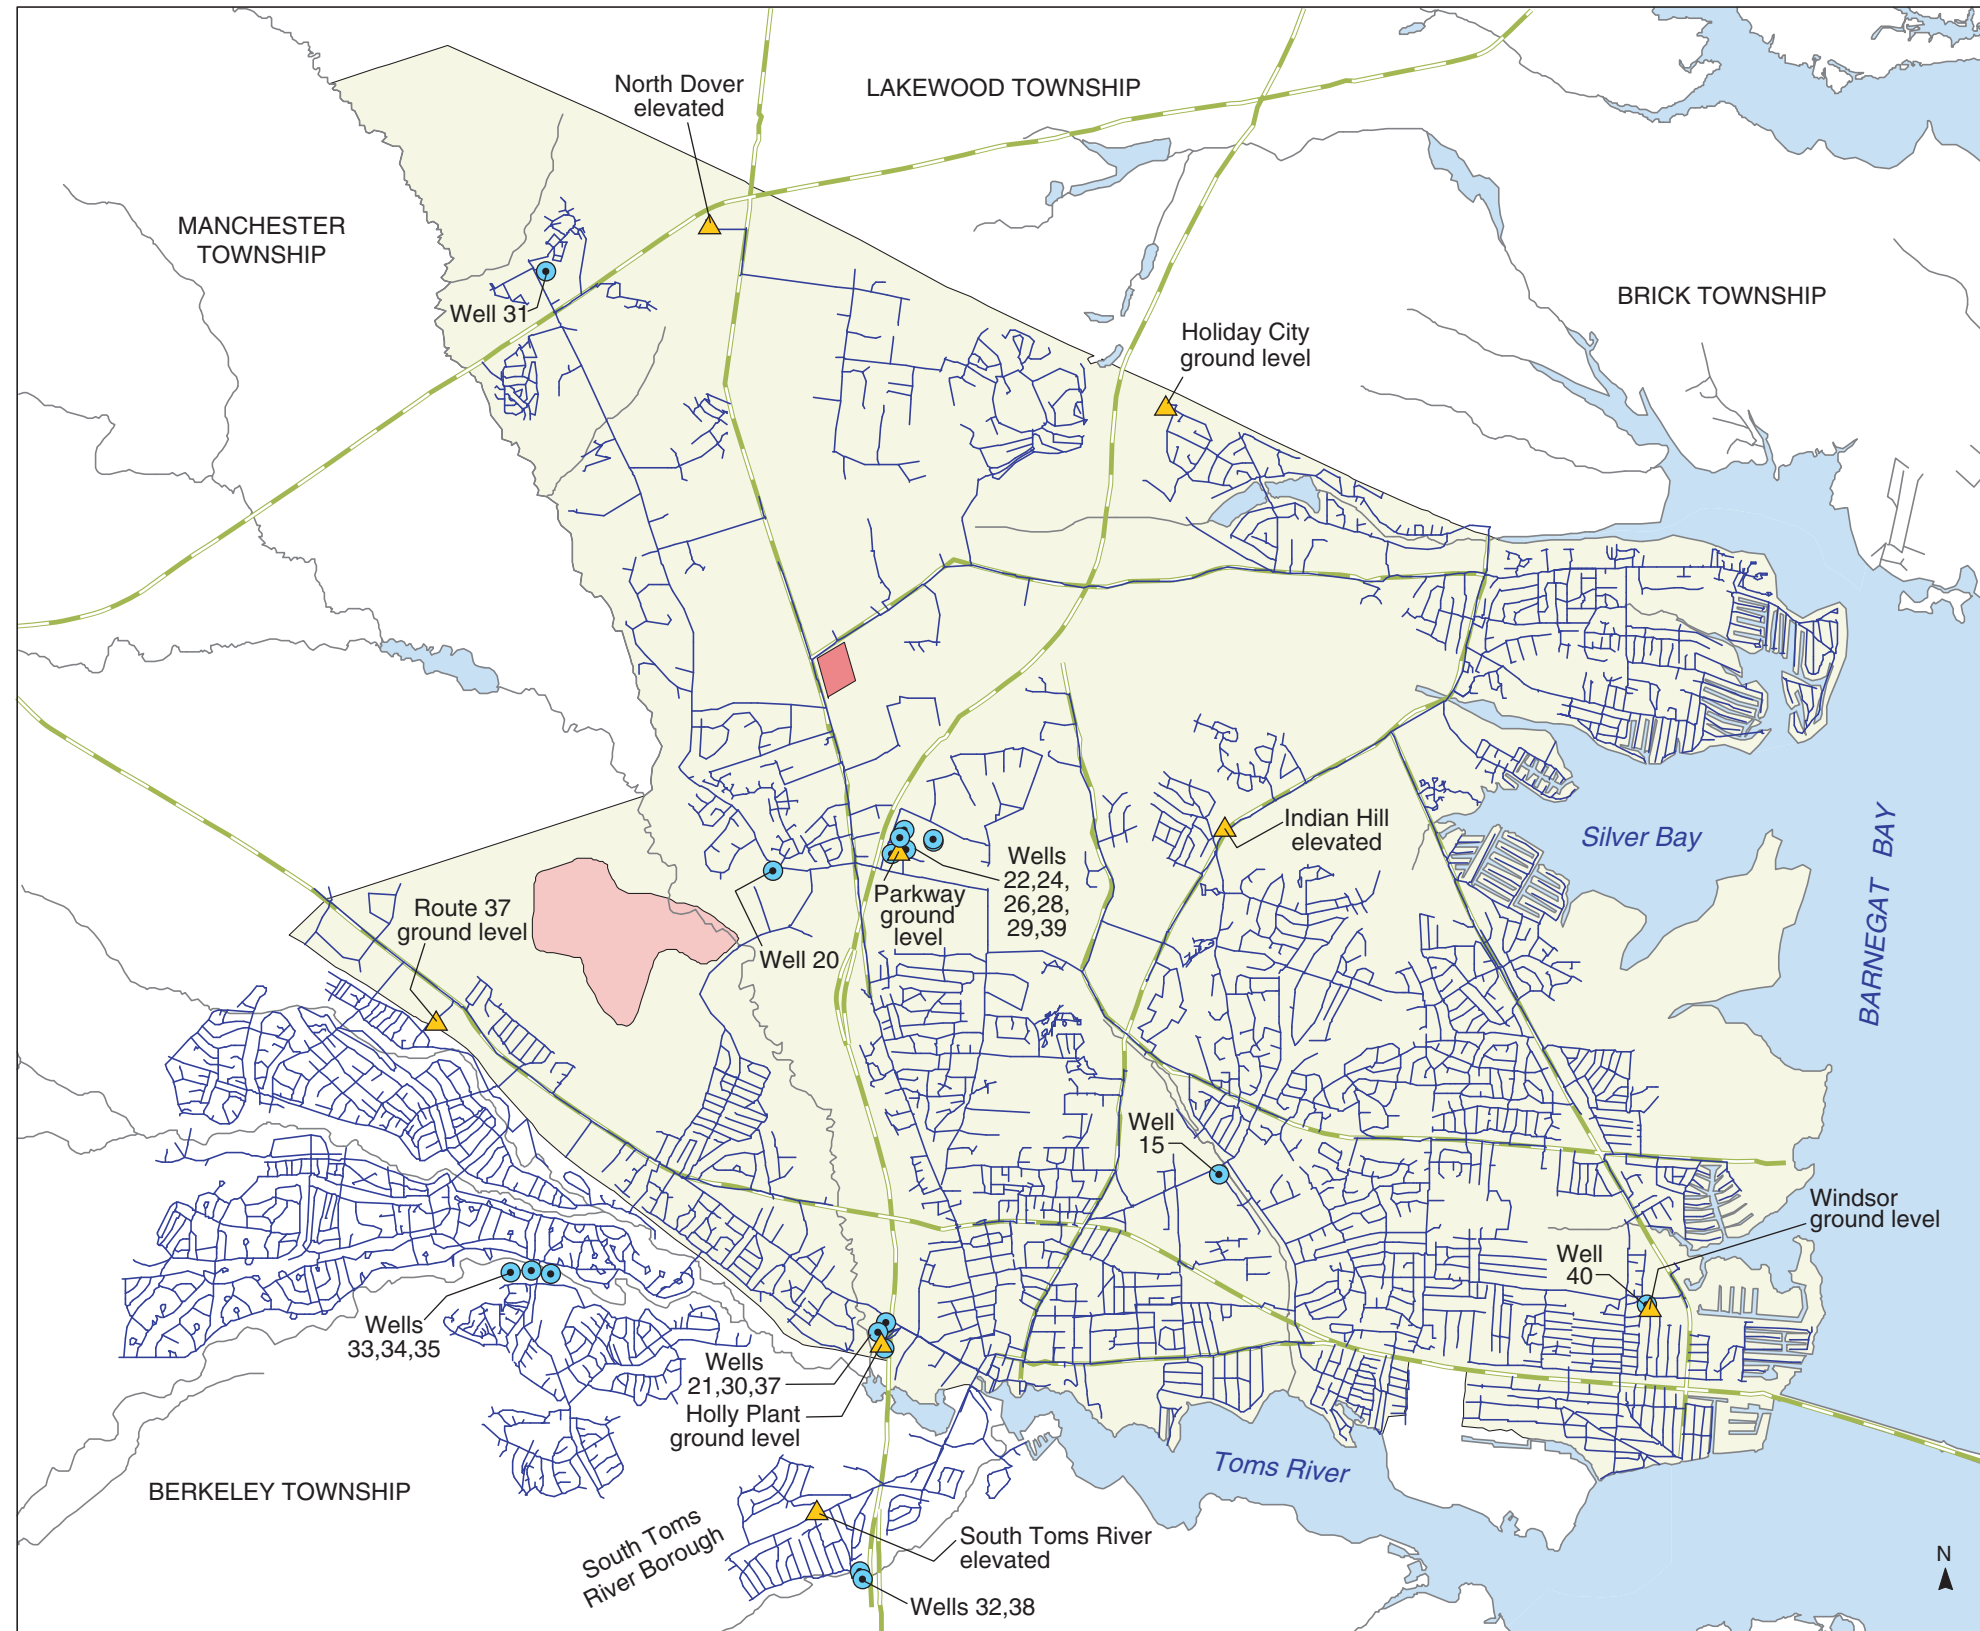 North Dover
elevated
LAKEWOOD TOWNSHIP
MANCHESTER
TOWNSHIP
Well 31
BRICK TOWNSHIP
Holiday City
ground level
Indian Hill
elevated
Silver Bay
BARNEGAT BAY
Wells
22,24,
26,28,
29,39
Parkway
ground
level
Route 37
ground level
Well 20
Well
15
Windsor
ground level
Well
40
Wells
33,34,35
Wells
21,30,37
Holly Plant
ground level
Toms River
BERKELEY TOWNSHIP
South Toms
River Borough
South Toms River
elevated
Wells 32,38
N